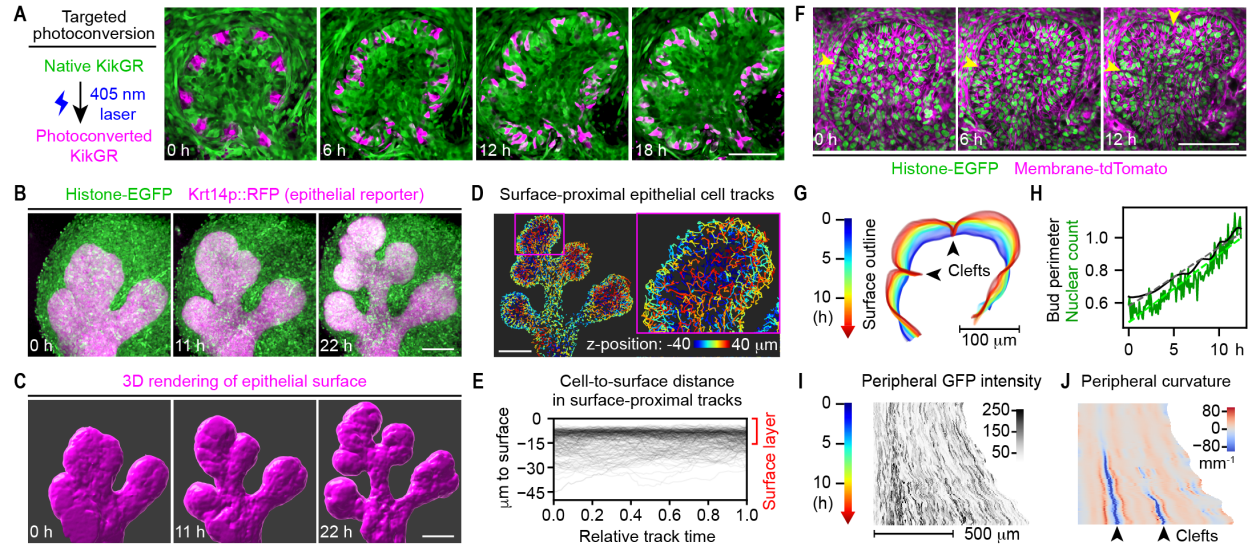 A
Targeted
photoconversion
Native KikGR
405 nm
laser
Photoconverted
KikGR
0 h
6 h
12 h
18 h
B
Histone-EGFP Krt14p::RFP (epithelial reporter)
0 h
11 h
22 h
C
3D rendering of epithelial surface
0 h
11 h
22 h
D
Surface-proximal epithelial cell tracks
z-position: -40 40 μm
E
Cell-to-surface distance
in surface-proximal tracks
μm to surface
0
−15
−30
−45
0.0 0.2 0.4 0.6 0.8 1.0
Relative track time
Surface layer
F
0 h
6 h
12 h
Histone-EGFP Membrane-tdTomato
G
0
5
10
(h)
Surface outline
Clefts
100 μm
H
Bud perimeter
Nuclear count
1.0
0.8
0.6
0 5 10 h
I
Peripheral GFP intensity
0
5
10
(h)
250
150
50
500 μm
J
Peripheral curvature
80
0
−80
mm-1
Clefts